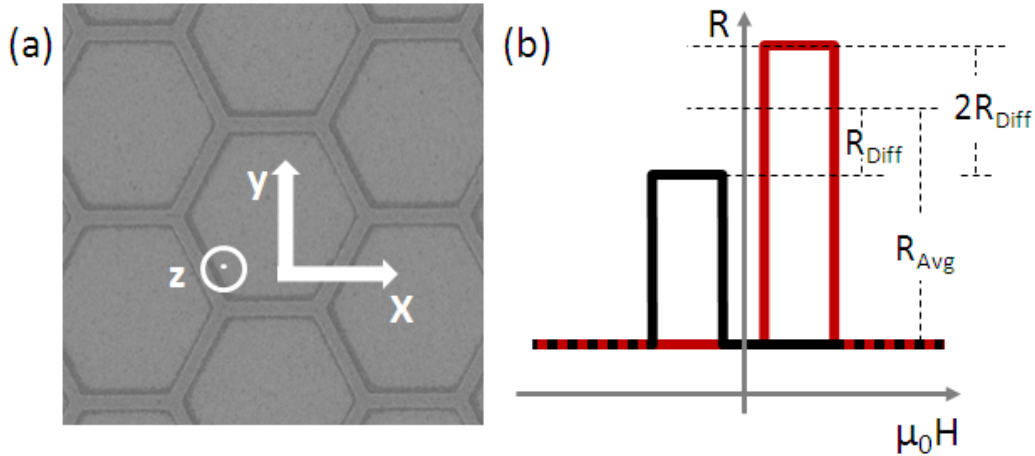 (a)
y
z
X
(b)
R
2R_Diff
R_Diff
R_Avg
μ₀H